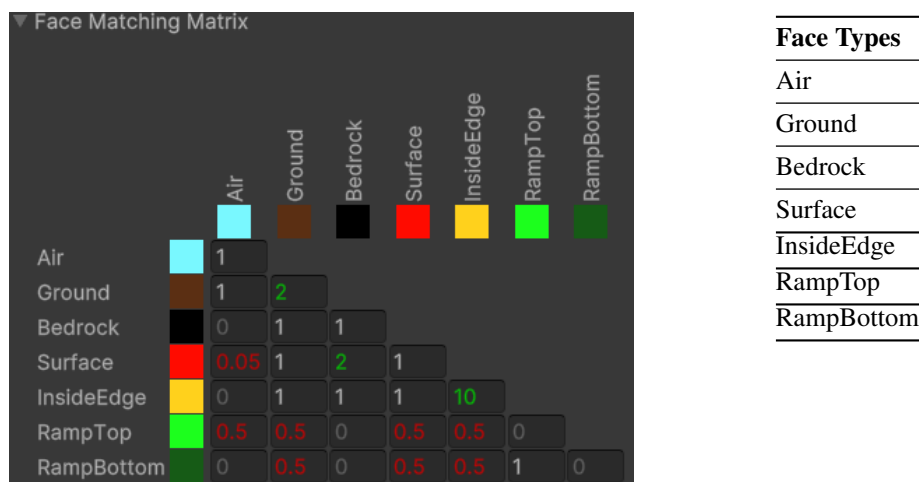 Face Matching Matrix
Air Ground Bedrock Surface InsideEdge RampTop RampBottom
Air 1
Ground 1 2
Bedrock 0 1 1
Surface 0.05 1 2 1
InsideEdge 0 1 1 1 10
RampTop 0.5 0.5 0 0.5 0.5 0
RampBottom 0 0.5 0 0.5 0.5 1 0
Face Types
Air
Ground
Bedrock
Surface
InsideEdge
RampTop
RampBottom